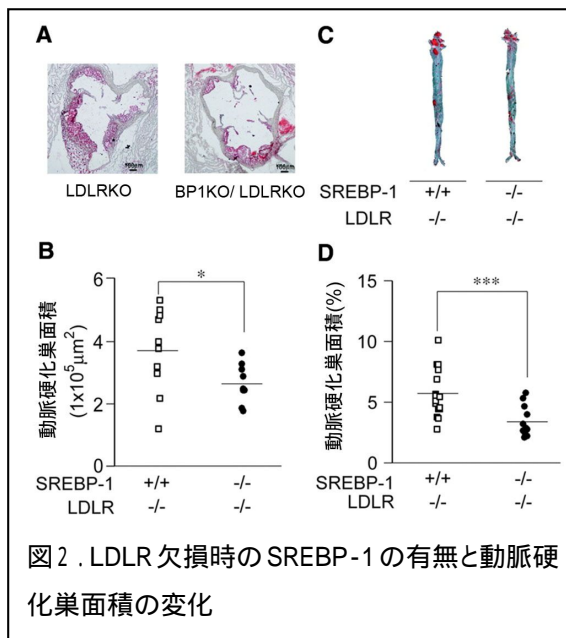 A
C
100μm
100μm
LDLRKO
BP1KO/ LDLRKO
SREBP-1 +/+ -/-
LDLR -/- -/-
B
D
動脈硬化巣面積
(1x10⁵μm²)
6
4
2
0
*
SREBP-1 +/+ -/-
LDLR -/- -/-
動脈硬化巣面積(%)
15
10
5
0
***
SREBP-1 +/+ -/-
LDLR -/- -/-
図2．LDLR 欠損時の SREBP-1 の有無と動脈硬
化巣面積の変化